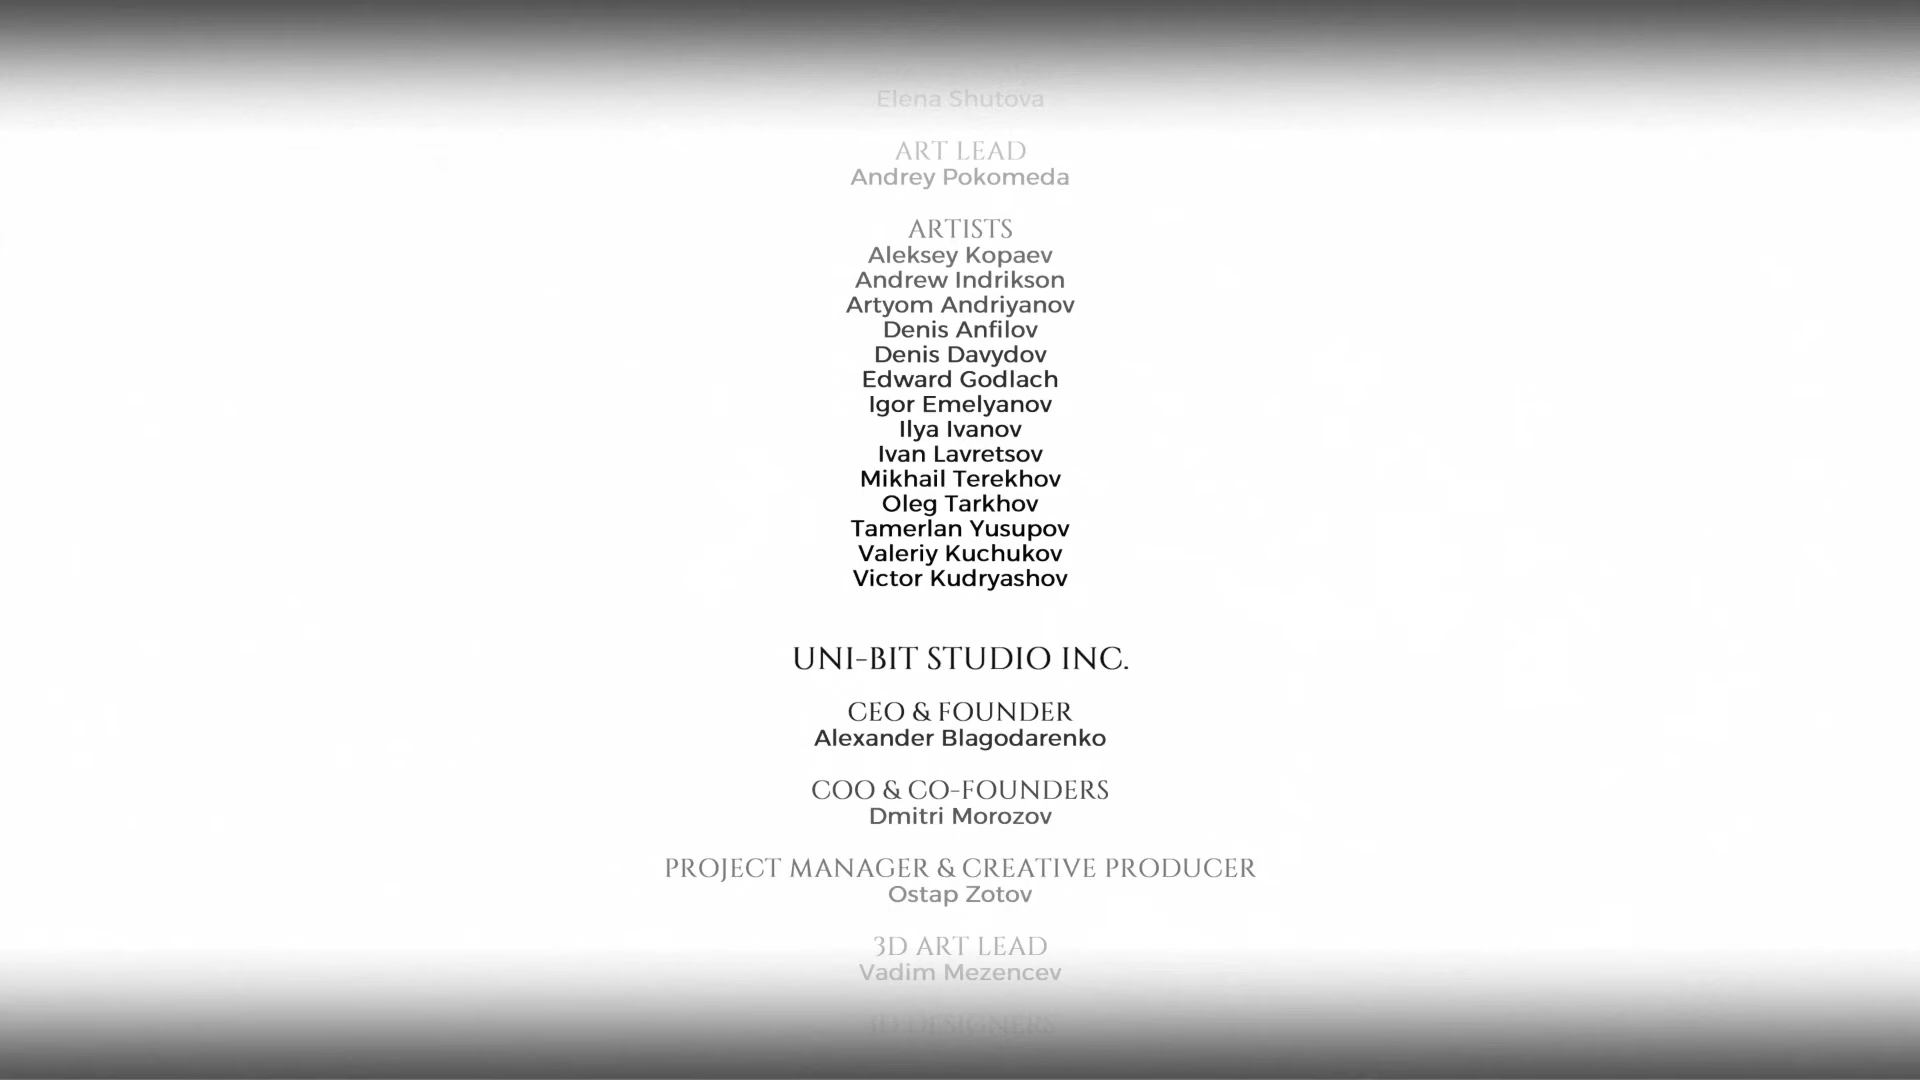 Elena Shutova
ART LEAD
Andrey Pokomeda
ARTISTS
Aleksey Kopaev
Andrew Indrikson
Artyom Andriyanov
Denis Anfilov
Denis Davydov
Edward Godlach
Igor Emelyanov
Ilya Ivanov
Ivan Lavretsov
Mikhail Terekhov
Oleg Tarkhov
Tamerlan Yusupov
Valeriy Kuchukov
Victor Kudryashov
UNI-BIT STUDIO INC.
CEO & FOUNDER
Alexander Blagodarenko
COO & CO-FOUNDERS
Dmitri Morozov
PROJECT MANAGER & CREATIVE PRODUCER
Ostap Zotov
3D ART LEAD
Vadim Mezencev
DESIGNERS